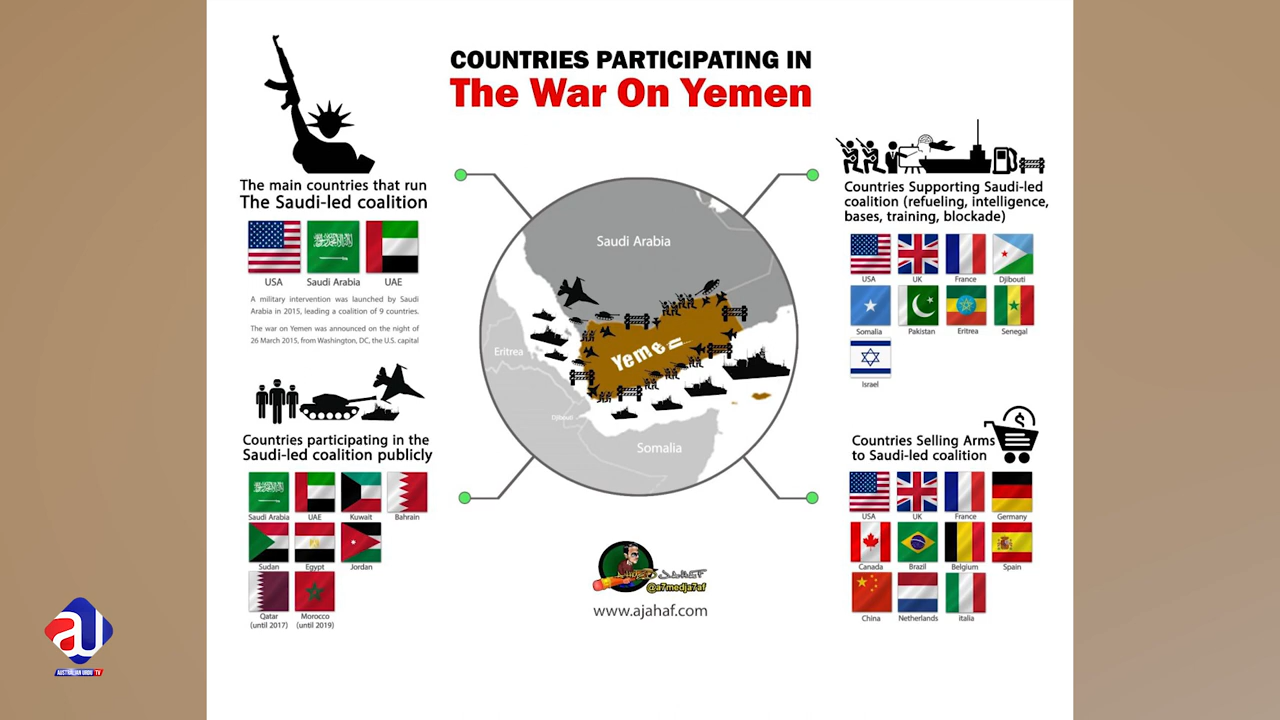 COUNTRIES PARTICIPATING IN
The War On Yemen
The main countries that run
The Saudi-led coalition
USA
Saudi Arabia
UAE
A military intervention was launched by Saudi
Arabia in 2015, leading a coalition of 9 countries.
The war on Yemen was announced on the night of
26 March 2015, from Washington, DC, the U.S. capital
Countries participating in the
Saudi-led coalition publicly
Saudi Arabia
UAE
Kuwait
Bahrain
Sudan
Egypt
Jordan
Qatar
(until 2017)
Morocco
(until 2019)
Saudi Arabia
Yemen
Eritrea
Djibouti
Somalia
Countries Supporting Saudi-led
coalition (refueling, intelligence,
bases, training, blockade)
USA
UK
France
Djibouti
Somalia
Pakistan
Eritrea
Senegal
Israel
Countries Selling Arms
to Saudi-led coalition
USA
UK
France
Germany
Canada
Brazil
Belgium
Spain
China
Netherlands
italia
@a7medja7af
www.ajahaf.com
AUSTRALIAN URDU TV